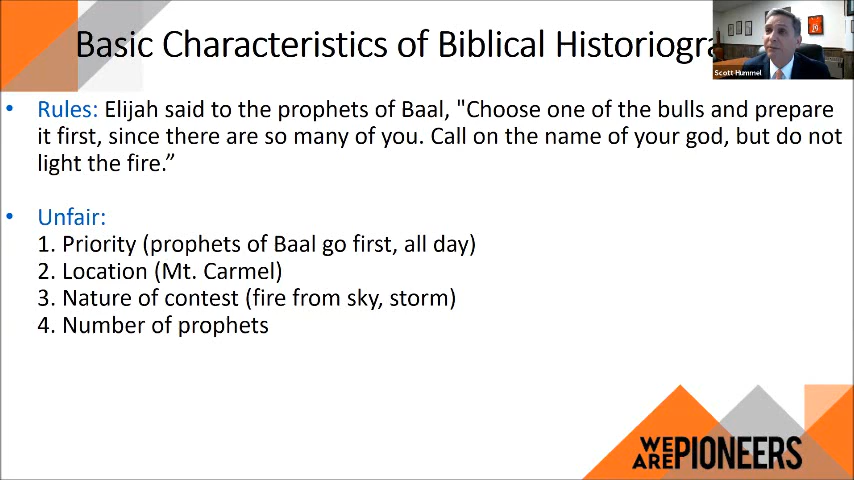 Basic Characteristics of Biblical Historiogra
Scott Hummel
• Rules: Elijah said to the prophets of Baal, "Choose one of the bulls and prepare
it first, since there are so many of you. Call on the name of your god, but do not
light the fire.”
• Unfair:
1. Priority (prophets of Baal go first, all day)
2. Location (Mt. Carmel)
3. Nature of contest (fire from sky, storm)
4. Number of prophets
WE ARE PIONEERS